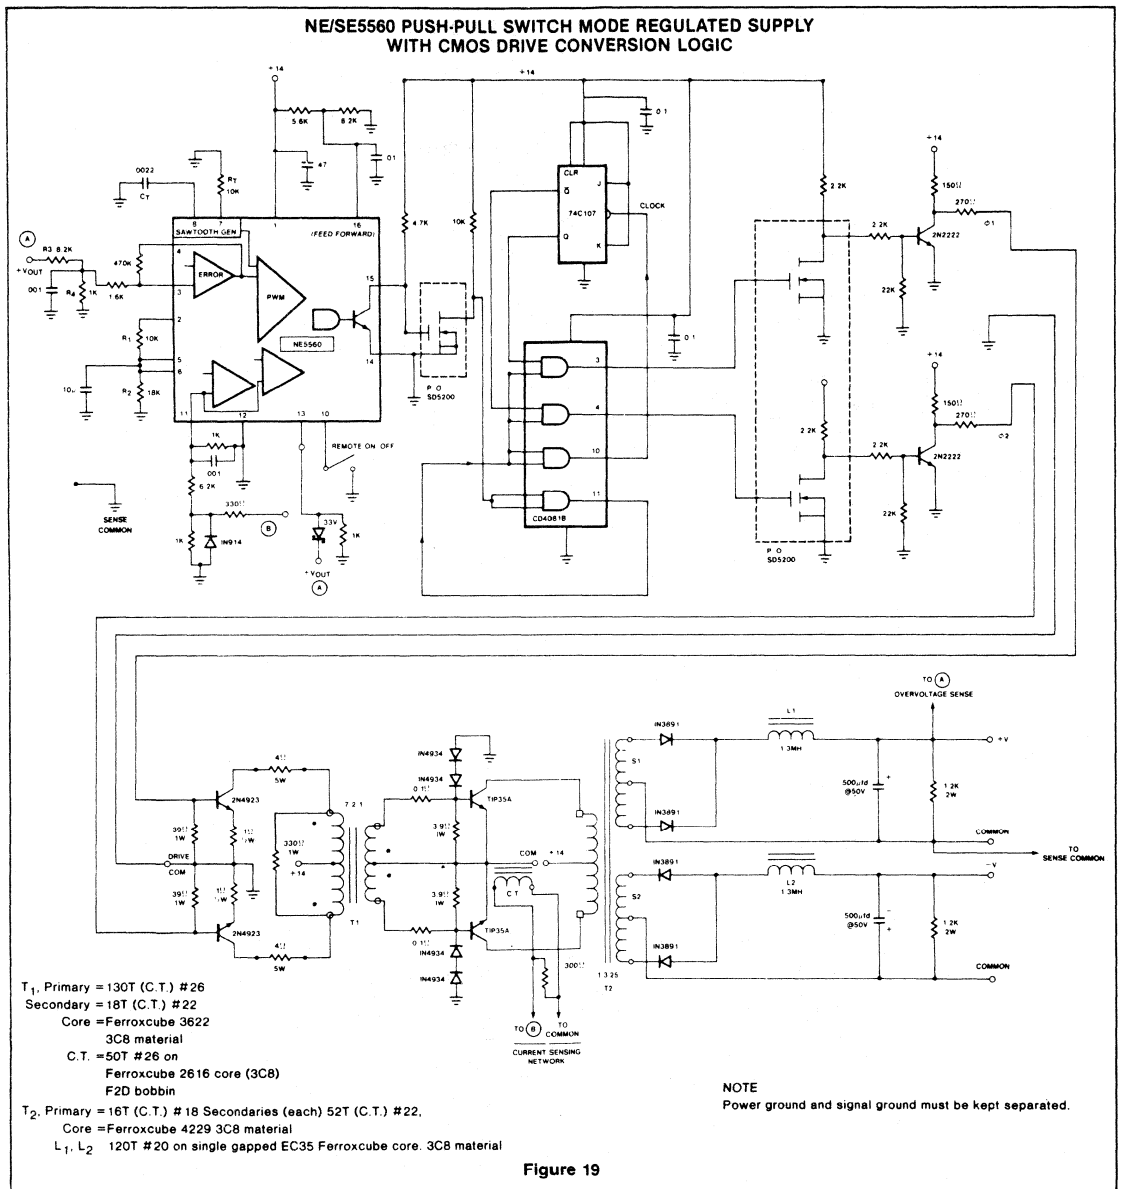 NE/SE5560 PUSH-PULL SWITCH MODE REGULATED SUPPLY
WITH CMOS DRIVE CONVERSION LOGIC
+14
+14
5.6K
8.2K
0.1
47
.01
0022
CT
RT
10K
4.7K
10K
CLR
Q̄
J
74C107
CLOCK
Q
K
2.2K
+14
150Ω
270Ω
Φ1
2.2K
2N2222
22K
8
7
1
16
SAWTOOTH GEN
(FEED FORWARD)
A
R3 8.2K
+VOUT
470K
4
ERROR
001
R4
1K
1.6K
3
PWM
15
2
R1
10K
NE5560
5
6
14
10μ
R2
18K
11
12
13
10
P O
SD5200
0.1
3
4
10
11
CD4081B
+14
150Ω
270Ω
Φ2
2.2K
2.2K
2N2222
22K
P O
SD5200
1K
001
REMOTE ON OFF
6.2K
330Ω
B
SENSE
COMMON
1K
IN914
33V
1K
+VOUT
A
TO A
OVERVOLTAGE SENSE
IN3891
L1
1.3MH
+V
S1
500μfd
@50V
+
1.2K
2W
IN3891
COMMON
TO
SENSE COMMON
4Ω
5W
2N4923
39Ω
1W
330Ω
1W
DRIVE
COM
+14
39Ω
1W
2N4923
4Ω
5W
7.2:1
T1
IN4934
IN4934
0.1Ω
TIP35A
3.9Ω
1W
COM
+14
C.T.
3.9Ω
1W
0.1Ω
TIP35A
IN4934
IN4934
300Ω
1:3.25
T2
TO B
TO
COMMON
CURRENT SENSING
NETWORK
IN3891
L2
1.3MH
−V
S2
500μfd
@50V
−
+
1.2K
2W
IN3891
COMMON
T1, Primary = 130T (C.T.) #26
Secondary = 18T (C.T.) #22
Core = Ferroxcube 3622
3C8 material
C.T. = 50T #26 on
Ferroxcube 2616 core (3C8)
F2D bobbin
T2, Primary = 16T (C.T.) #18 Secondaries (each) 52T (C.T.) #22,
Core = Ferroxcube 4229 3C8 material
L1, L2 120T #20 on single gapped EC35 Ferroxcube core. 3C8 material
NOTE
Power ground and signal ground must be kept separated.
Figure 19